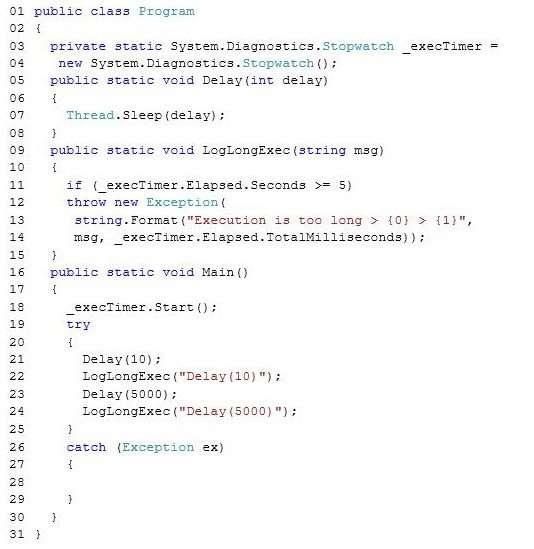 01 public class Program
02 {
03   private static System.Diagnostics.Stopwatch _execTimer =
04    new System.Diagnostics.Stopwatch();
05   public static void Delay(int delay)
06   {
07     Thread.Sleep(delay);
08   }
09   public static void LogLongExec(string msg)
10   {
11     if (_execTimer.Elapsed.Seconds >= 5)
12     throw new Exception(
13      string.Format("Execution is too long > {0} > {1}",
14      msg, _execTimer.Elapsed.TotalMilliseconds));
15   }
16   public static void Main()
17   {
18     _execTimer.Start();
19     try
20     {
21       Delay(10);
22       LogLongExec("Delay(10)");
23       Delay(5000);
24       LogLongExec("Delay(5000)");
25     }
26     catch (Exception ex)
27     {
28
29     }
30   }
31 }